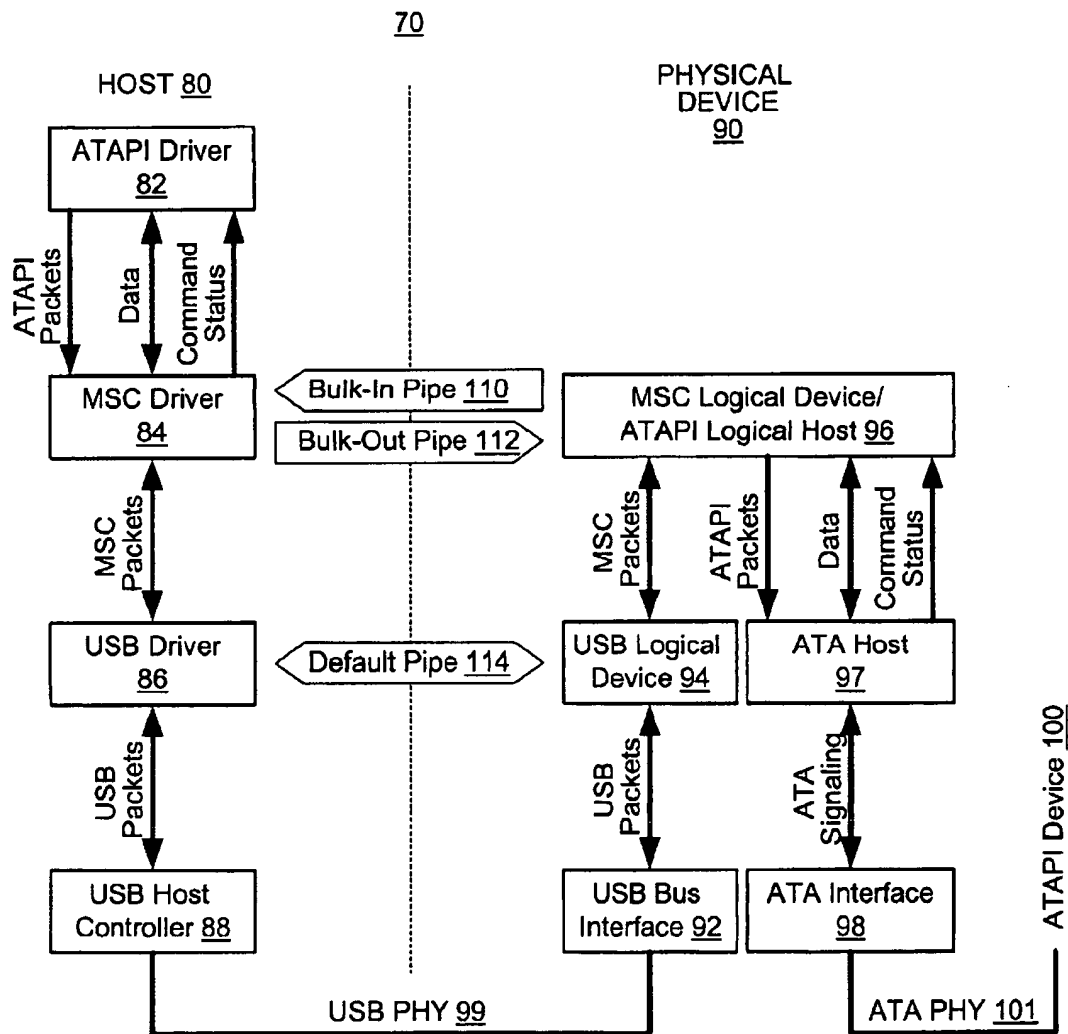 70
HOST 80
PHYSICAL
DEVICE
90
ATAPI Driver
82
ATAPI
Packets
Data
Command
Status
MSC Driver
84
Bulk-In Pipe 110
Bulk-Out Pipe 112
MSC Logical Device/
ATAPI Logical Host 96
MSC
Packets
MSC
Packets
ATAPI
Packets
Data
Command
Status
USB Driver
86
Default Pipe 114
USB Logical
Device 94
ATA Host
97
USB
Packets
USB
Packets
ATA
Signaling
ATAPI Device 100
USB Host
Controller 88
USB Bus
Interface 92
ATA Interface
98
USB PHY 99
ATA PHY 101